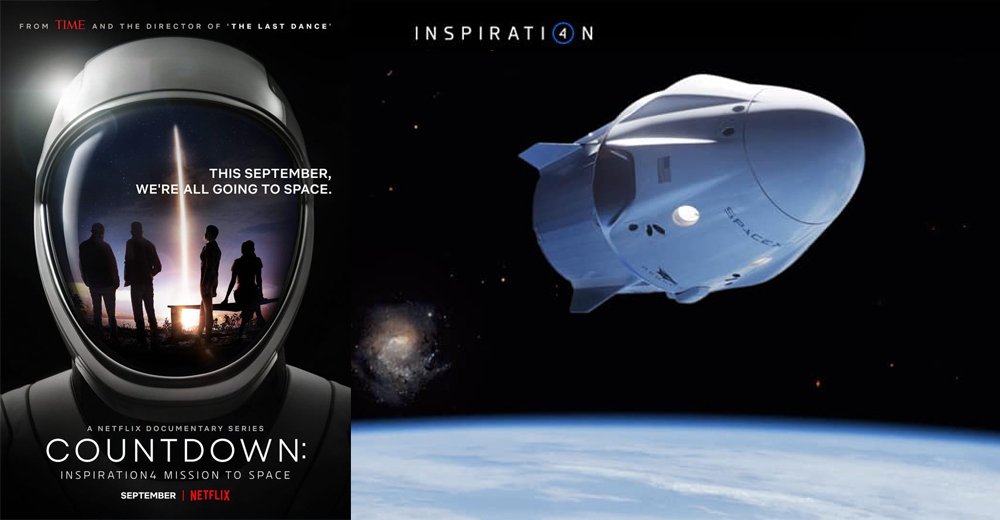 FROM TIME AND THE DIRECTOR OF 'THE LAST DANCE'
THIS SEPTEMBER,
WE'RE ALL GOING TO SPACE.
A NETFLIX DOCUMENTARY SERIES
COUNTDOWN:
INSPIRATION4 MISSION TO SPACE
SEPTEMBER | NETFLIX
INSPIRATI4N
SPACEX